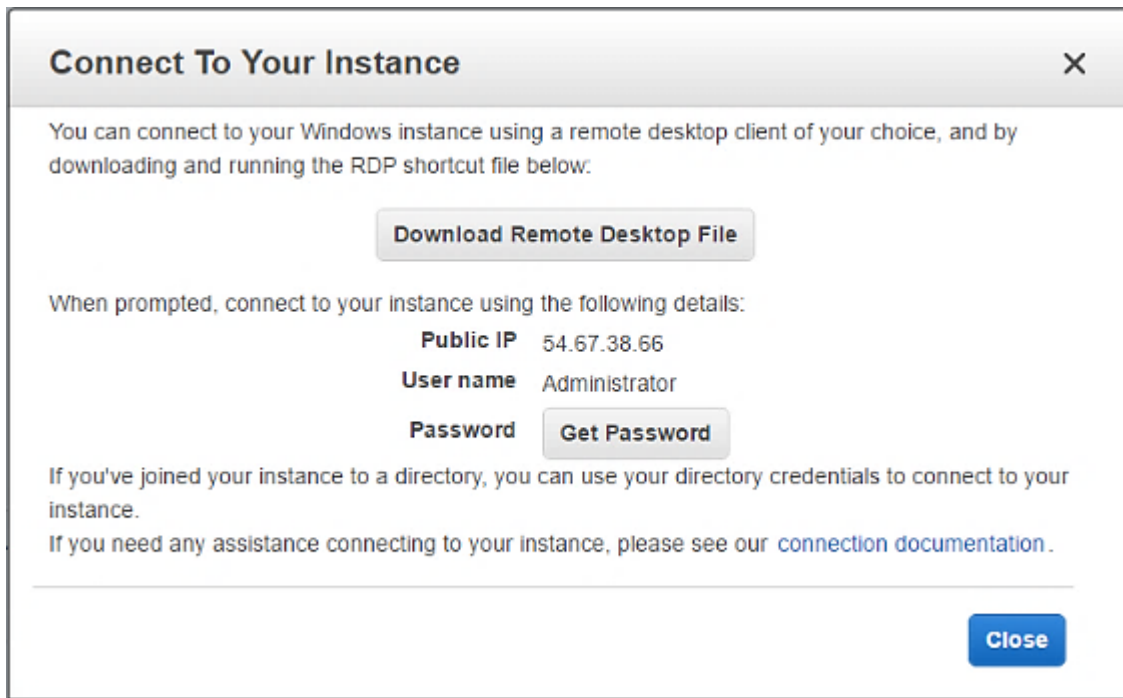 Connect To Your Instance
You can connect to your Windows instance using a remote desktop client of your choice, and by
downloading and running the RDP shortcut file below:
Download Remote Desktop File
When prompted, connect to your instance using the following details:
Public IP 54.67.38.66
User name Administrator
Password Get Password
If you've joined your instance to a directory, you can use your directory credentials to connect to your
instance.
If you need any assistance connecting to your instance, please see our connection documentation.
Close